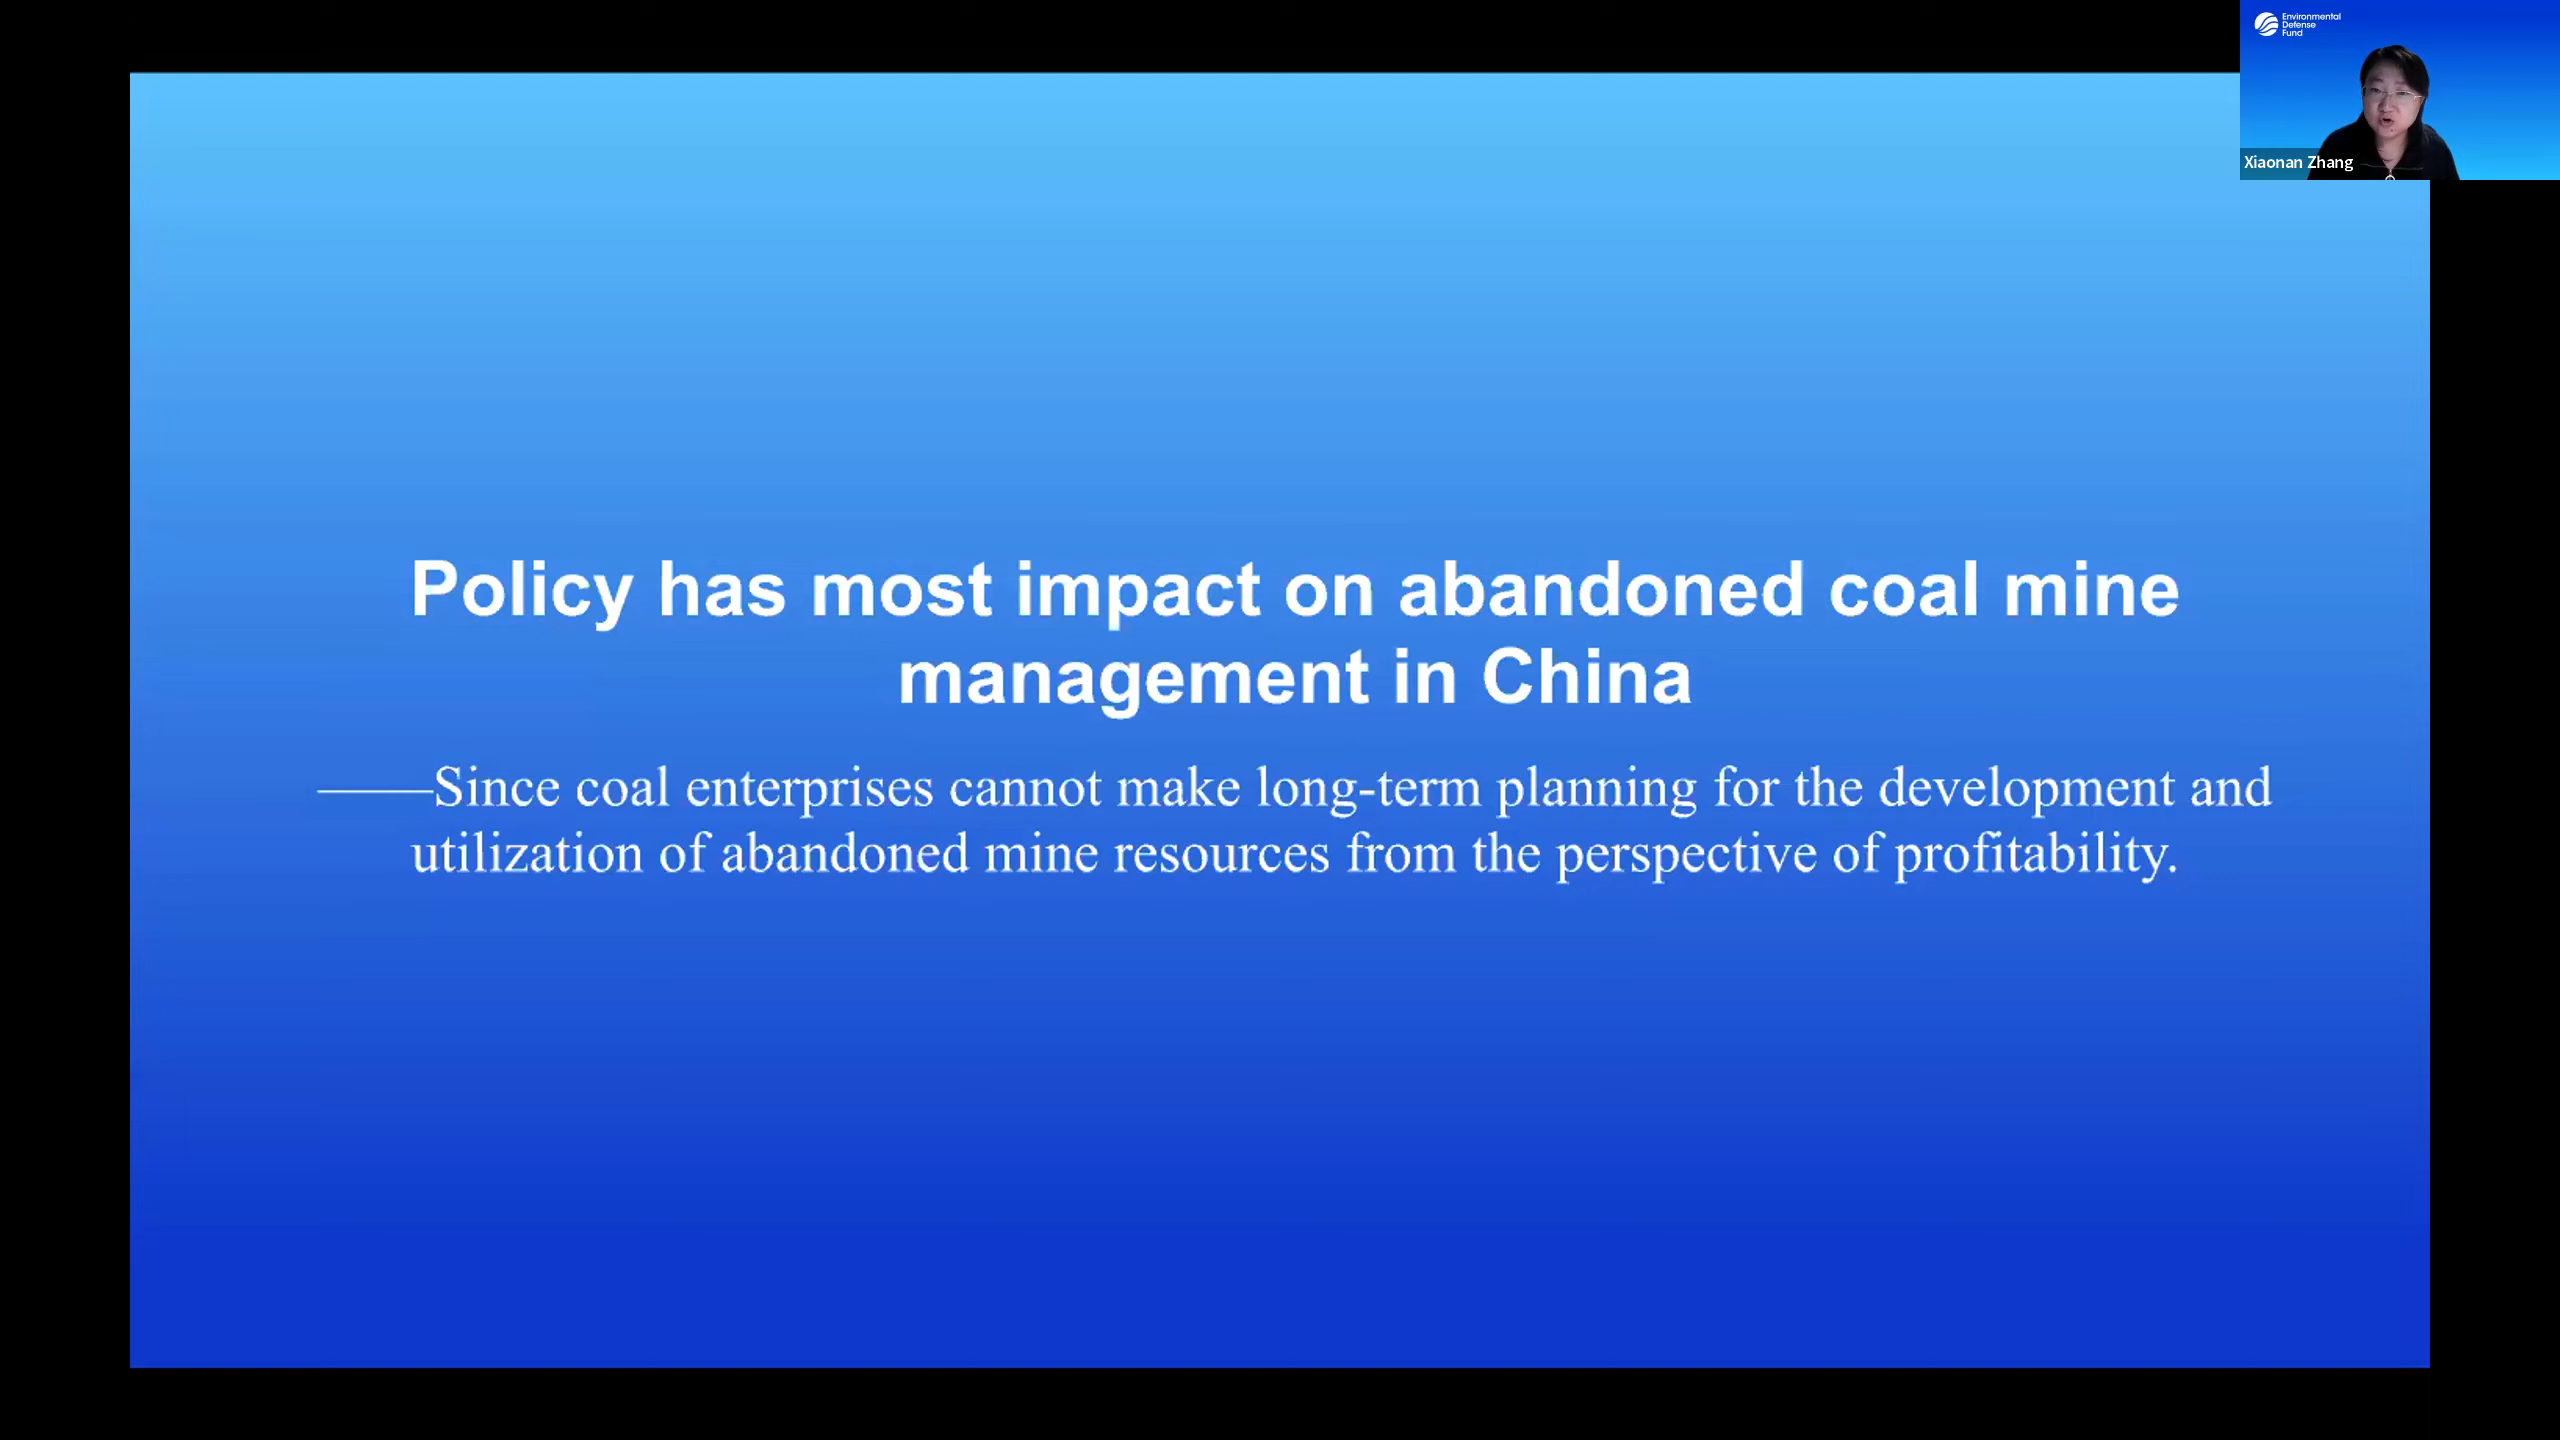 Environmental
Defense
Fund
Xiaonan Zhang
Policy has most impact on abandoned coal mine
management in China
——Since coal enterprises cannot make long-term planning for the development and
utilization of abandoned mine resources from the perspective of profitability.